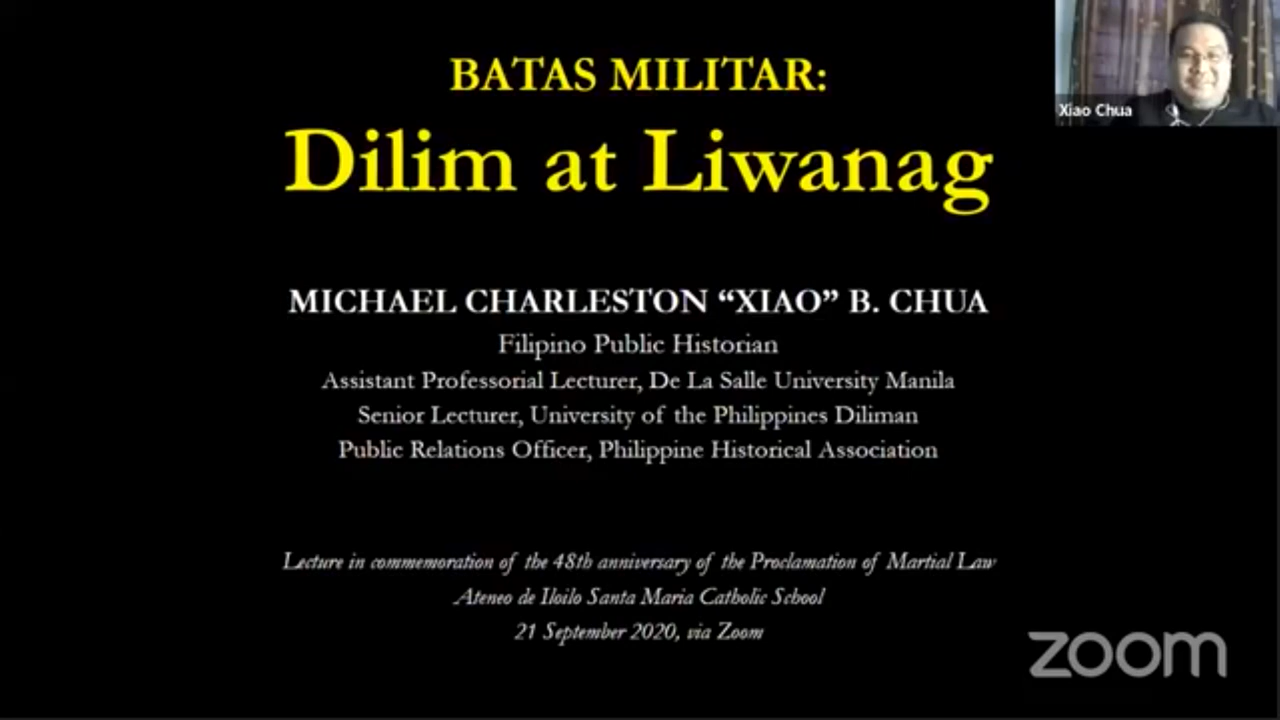 BATAS MILITAR:
Dilim at Liwanag
Xiao Chua
MICHAEL CHARLESTON “XIAO” B. CHUA
Filipino Public Historian
Assistant Professorial Lecturer, De La Salle University Manila
Senior Lecturer, University of the Philippines Diliman
Public Relations Officer, Philippine Historical Association
Lecture in commemoration of the 48th anniversary of the Proclamation of Martial Law
Ateneo de Iloilo Santa Maria Catholic School
21 September 2020, via Zoom
zoom